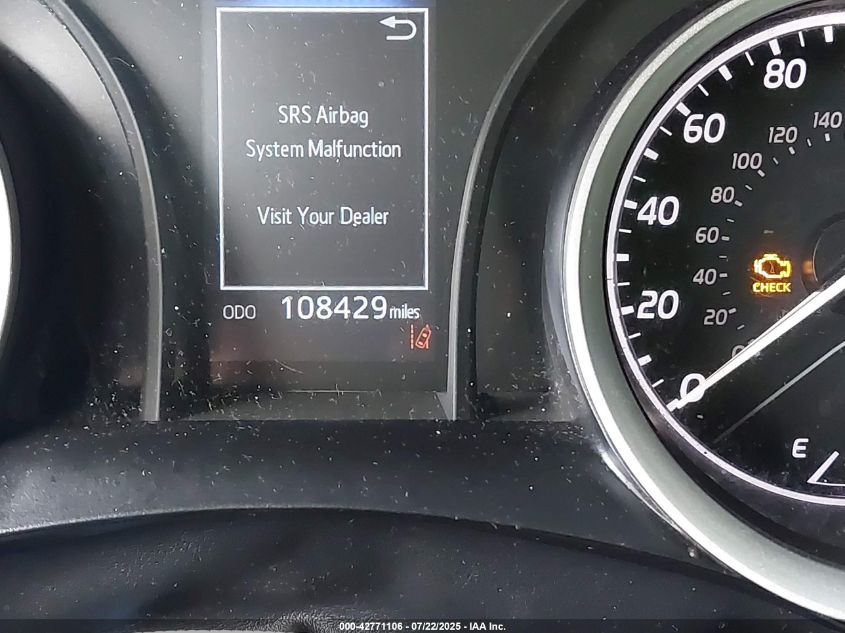 SRS Airbag
System Malfunction
Visit Your Dealer
ODO 108429 miles
80
60
40
20
0
140
120
100
80
60
40
20
CHECK
E
000-42771106 - 07/22/2025 - IAA Inc.